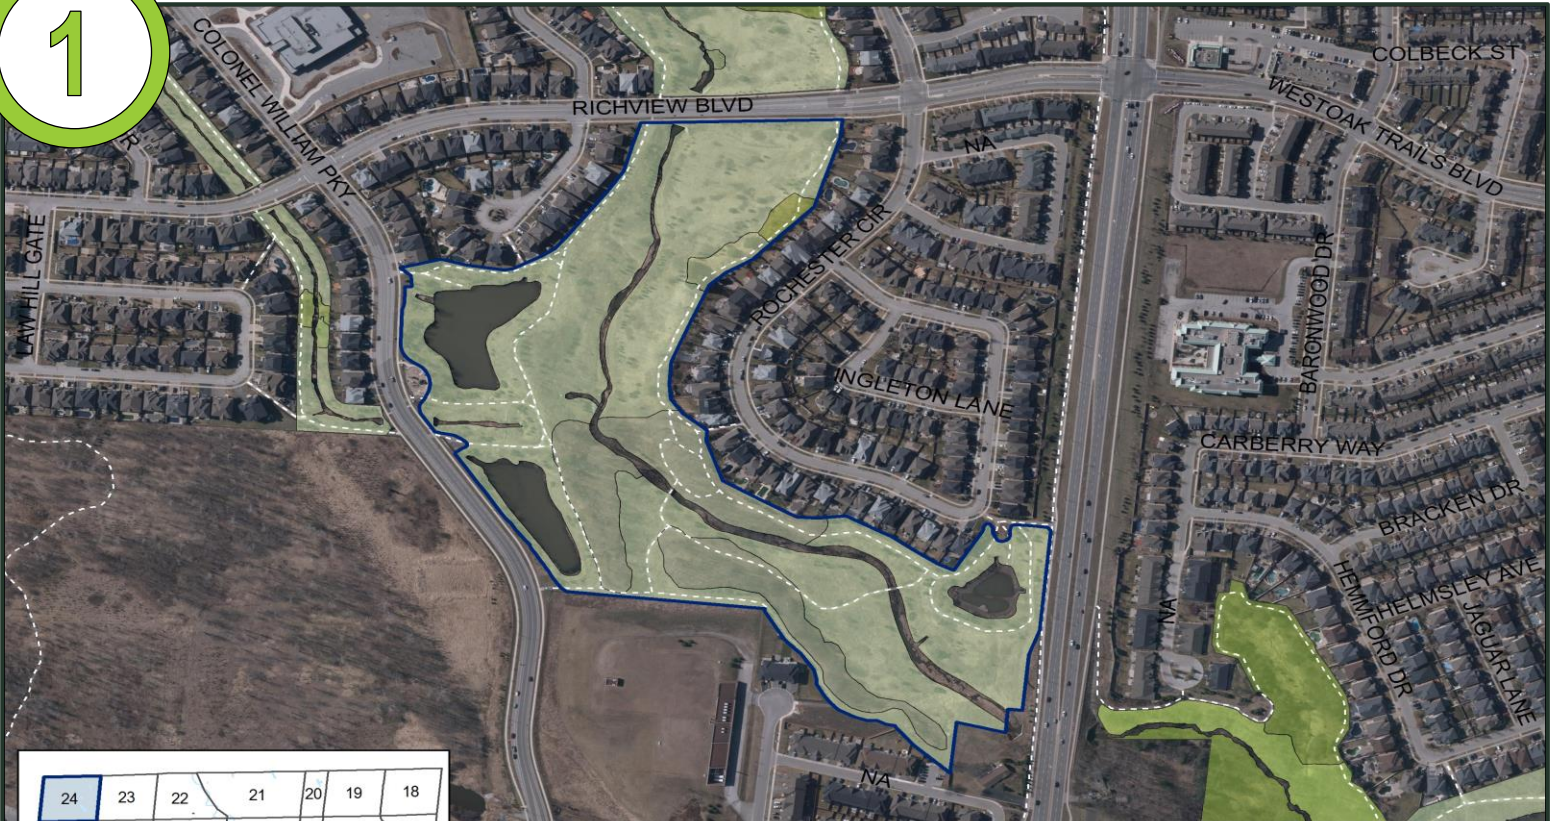 1
COLBECK ST
COLONEL WILLIAM PKY
RICHVIEW BLVD
WESTOAK TRAILS BLVD
R
NA
LAWHILL GATE
ROCHESTER CIR
BARONWOOD DR
INGLETON LANE
CARBERRY WAY
BRACKEN DR
HELMSLEY AVE
HEMMFORD DR
JAGUAR LANE
NA
NA
24 23 22 21 20 19 18